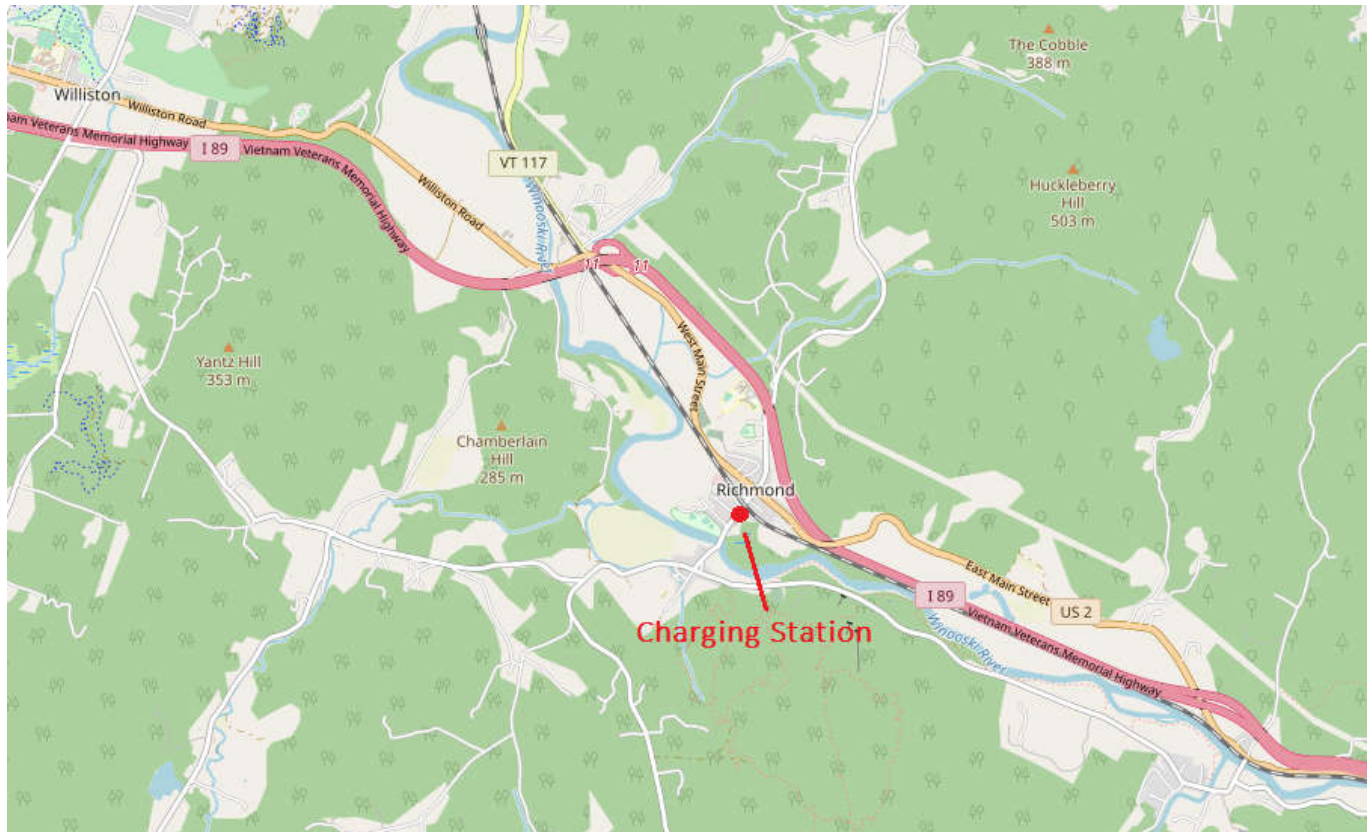 The Cobble
388 m
Williston
Williston Road
am Veterans Memorial Highway
I 89
Vietnam Veterans Memorial Highway
VT 117
Winooski River
Huckleberry
Hill
503 m
Williston Road
11
11
West Main Street
Yantz Hill
353 m
Chamberlain
Hill
285 m
Richmond
East Main Street
I 89
US 2
Charging Station
Vietnam Veterans Memorial Highway
Winooski River